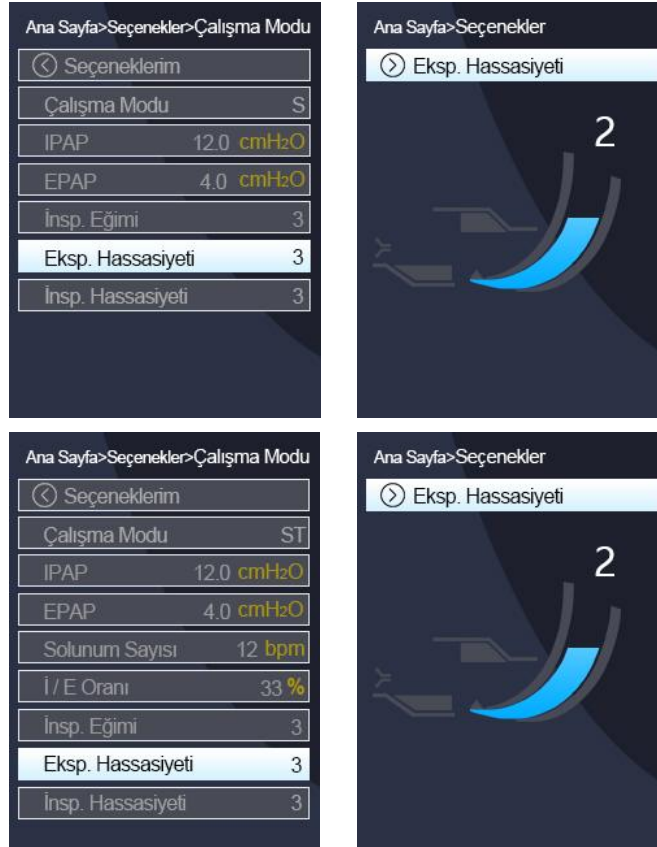 Ana Sayfa>Seçenekler>Çalışma Modu
Seçeneklerim
Çalışma Modu S
IPAP 12.0 cmH2O
EPAP 4.0 cmH2O
İnsp. Eğimi 3
Eksp. Hassasiyeti 3
İnsp. Hassasiyeti 3
Ana Sayfa>Seçenekler
Eksp. Hassasiyeti
2
Ana Sayfa>Seçenekler>Çalışma Modu
Seçeneklerim
Çalışma Modu ST
IPAP 12.0 cmH2O
EPAP 4.0 cmH2O
Solunum Sayısı 12 bpm
İ / E Oranı 33 %
İnsp. Eğimi 3
Eksp. Hassasiyeti 3
İnsp. Hassasiyeti 3
Ana Sayfa>Seçenekler
Eksp. Hassasiyeti
2